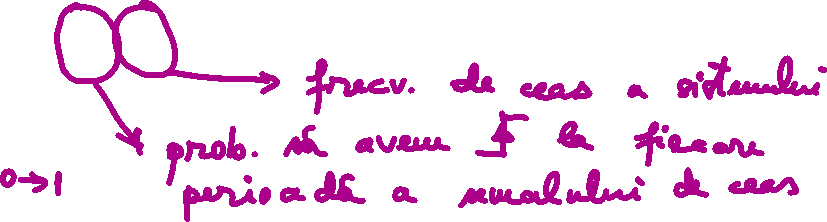 frecv. de ceas a sistemului
prob. să avem la fiecare
0→1 perioadă a semnalului de ceas